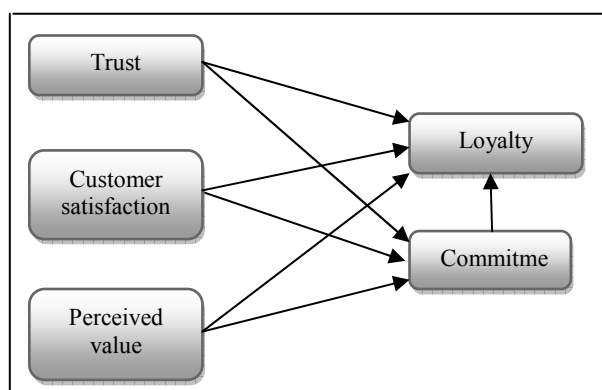 Trust
Customer
satisfaction
Perceived
value
Loyalty
Commitme